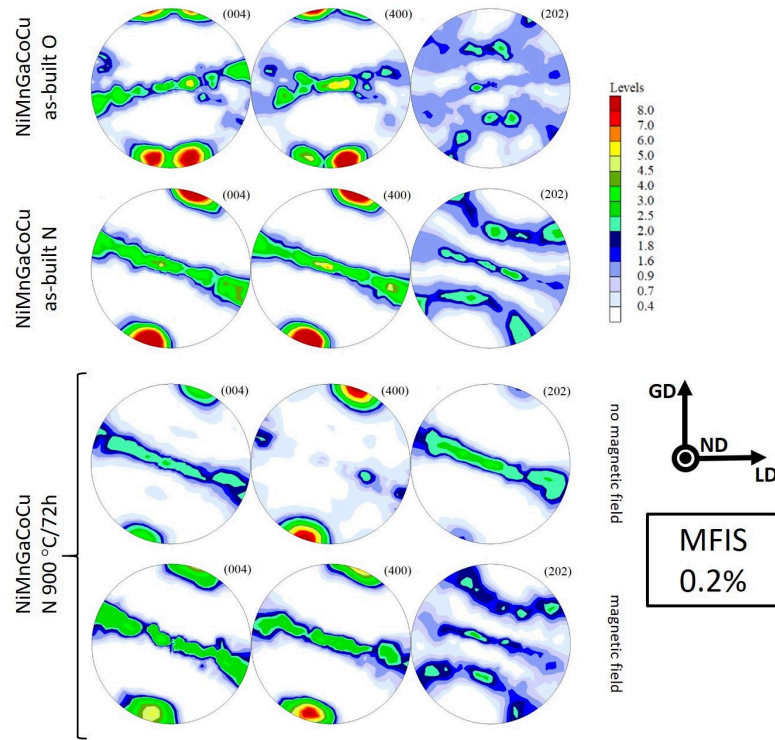 NiMnGaCoCu
as-built O
(004)
(400)
(202)
Levels
8.0
7.0
6.0
5.0
4.5
4.0
3.0
2.5
2.0
1.8
1.6
0.9
0.7
0.4
NiMnGaCoCu
as-built N
(004)
(400)
(202)
NiMnGaCoCu
N 900 °C/72h
(004)
(400)
(202)
no magnetic field
GD
ND
LD
MFIS
0.2%
(004)
(400)
(202)
magnetic field